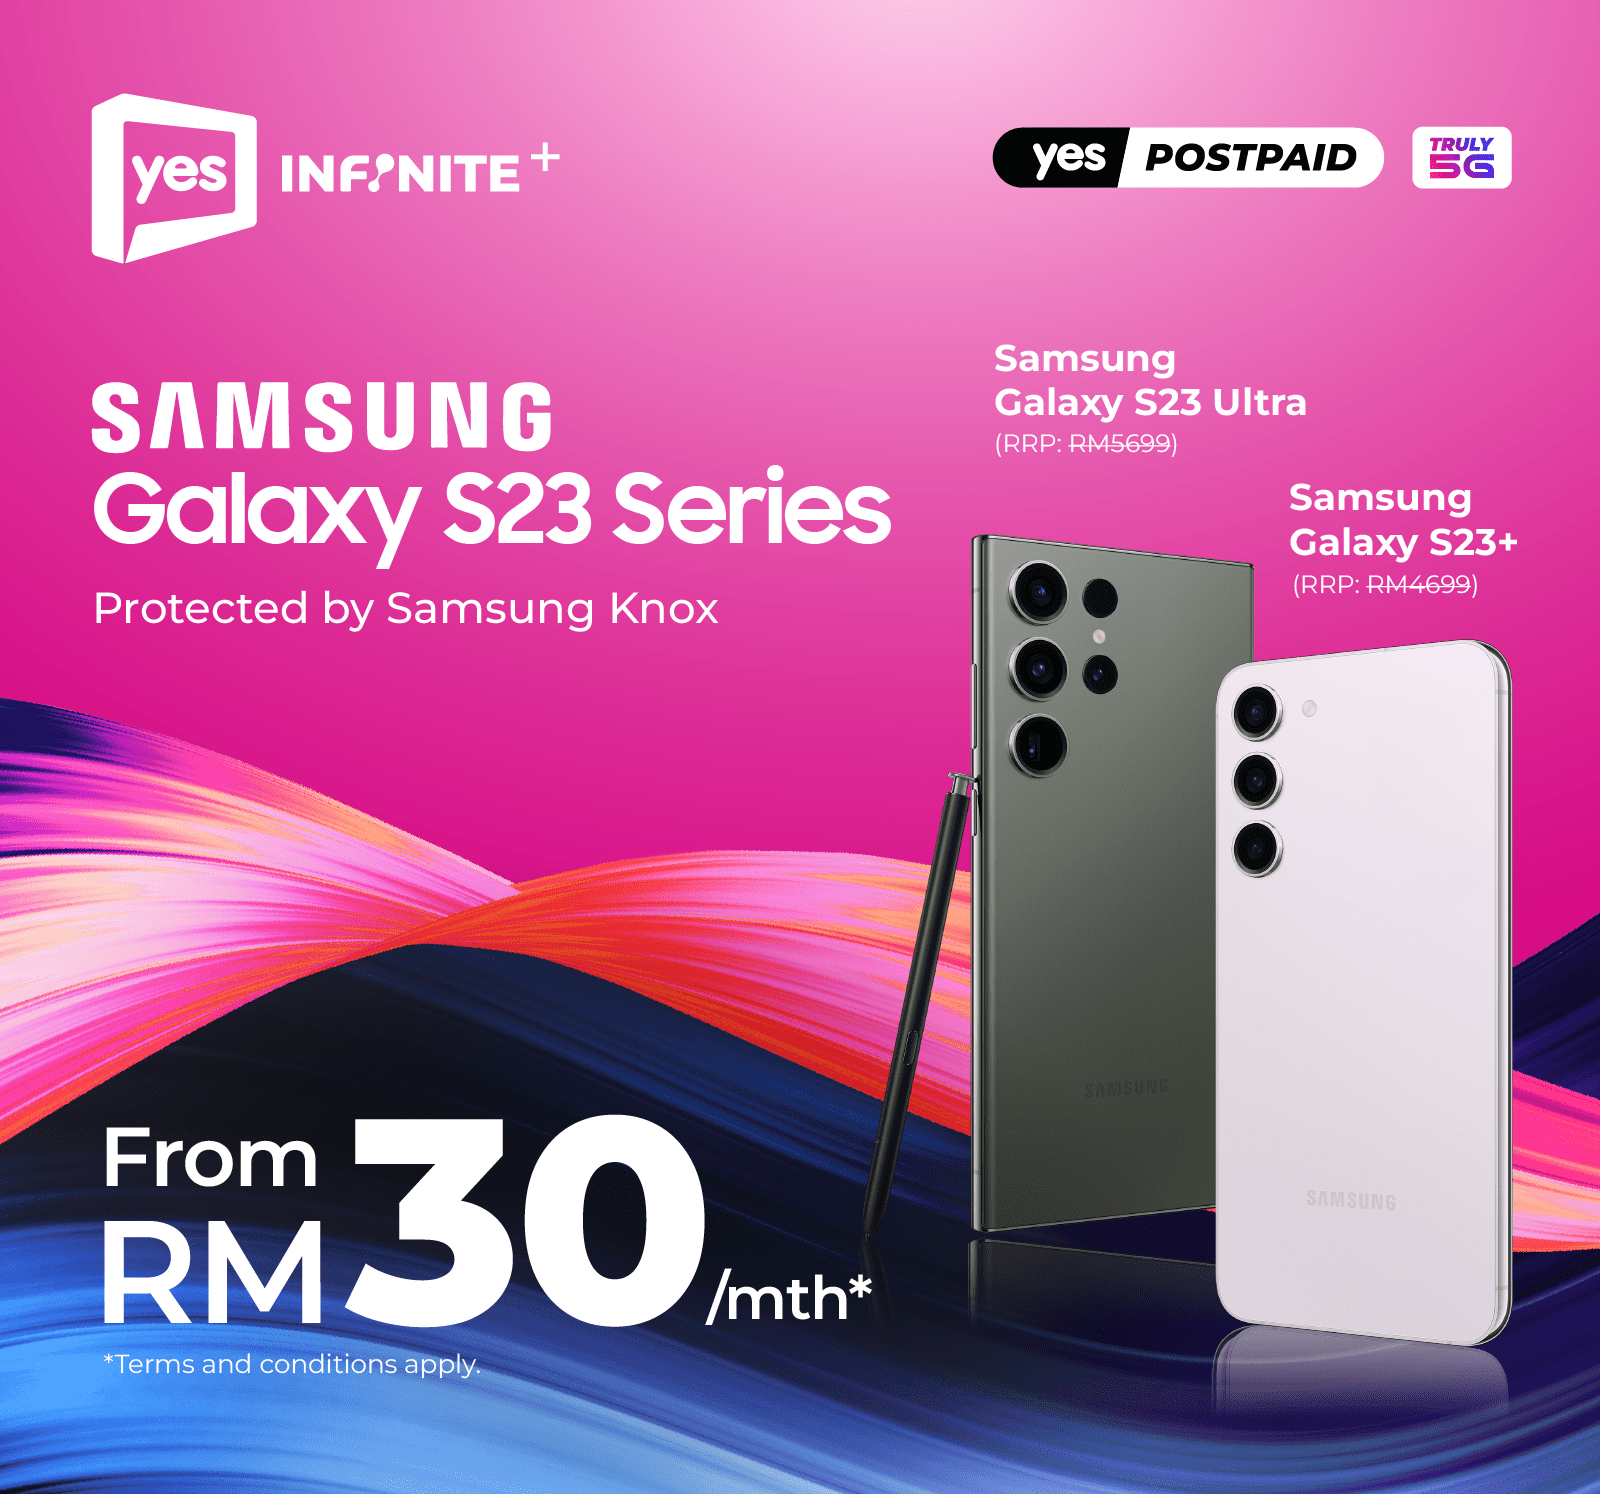 yes INFINITE+
yes POSTPAID
TRULY
5G
SAMSUNG
Galaxy S23 Series
Protected by Samsung Knox
Samsung
Galaxy S23 Ultra
(RRP: RM5699)
Samsung
Galaxy S23+
(RRP: RM4699)
SAMSUNG
SAMSUNG
From
RM30/mth*
*Terms and conditions apply.